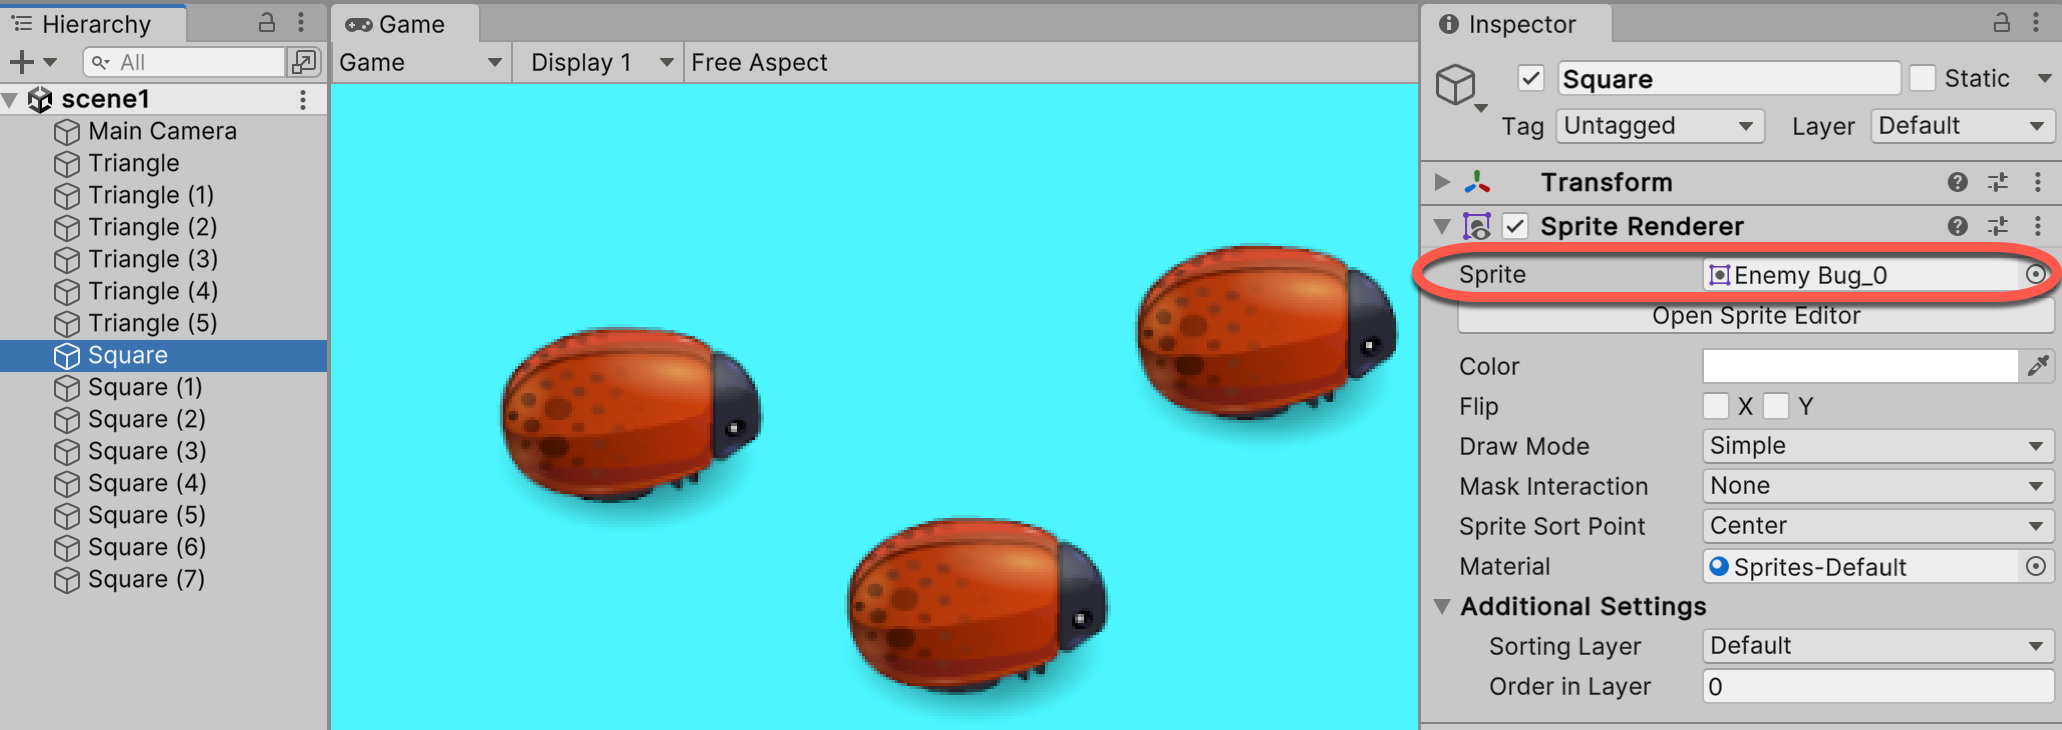 Hierarchy
All
scene1
Main Camera
Triangle
Triangle (1)
Triangle (2)
Triangle (3)
Triangle (4)
Triangle (5)
Square
Square (1)
Square (2)
Square (3)
Square (4)
Square (5)
Square (6)
Square (7)
Game
Game Display 1 Free Aspect
Inspector
Square Static
Tag Untagged Layer Default
Transform
Sprite Renderer
Sprite Enemy Bug_0
Open Sprite Editor
Color
Flip X Y
Draw Mode Simple
Mask Interaction None
Sprite Sort Point Center
Material Sprites-Default
Additional Settings
Sorting Layer Default
Order in Layer 0